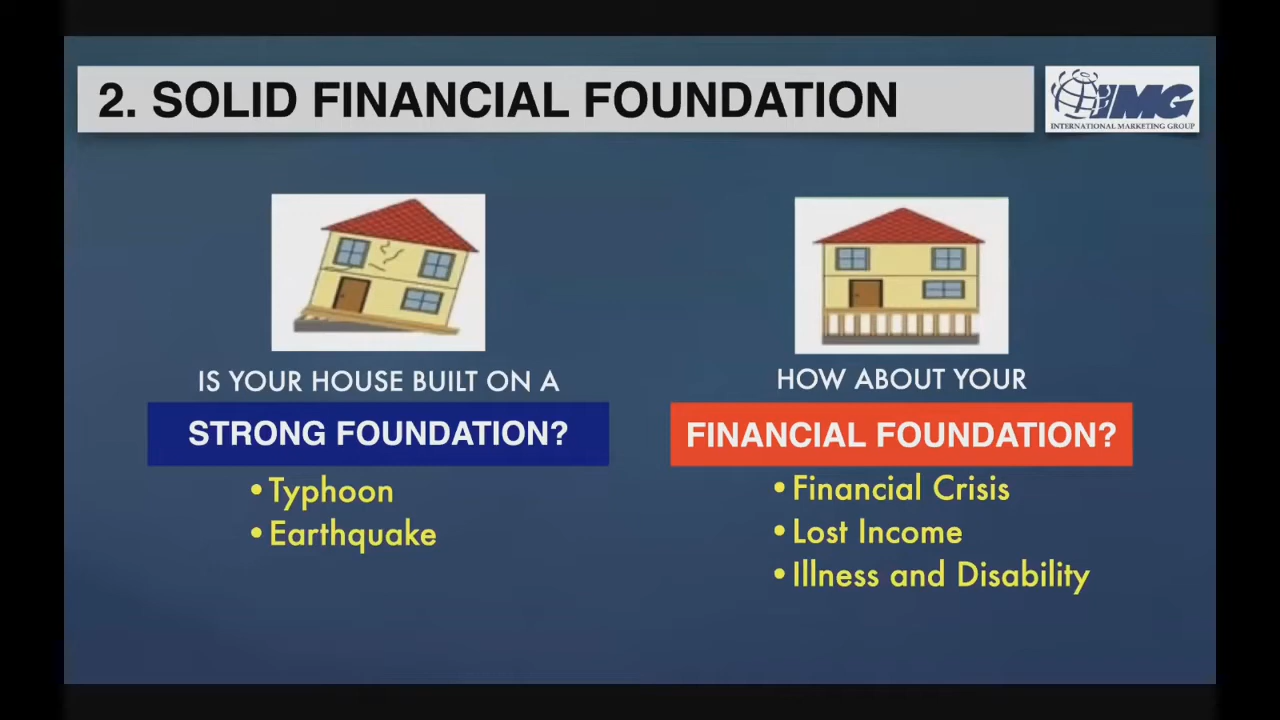 2. SOLID FINANCIAL FOUNDATION
IMG
INTERNATIONAL MARKETING GROUP
IS YOUR HOUSE BUILT ON A
STRONG FOUNDATION?
•Typhoon
•Earthquake
HOW ABOUT YOUR
FINANCIAL FOUNDATION?
•Financial Crisis
•Lost Income
•Illness and Disability